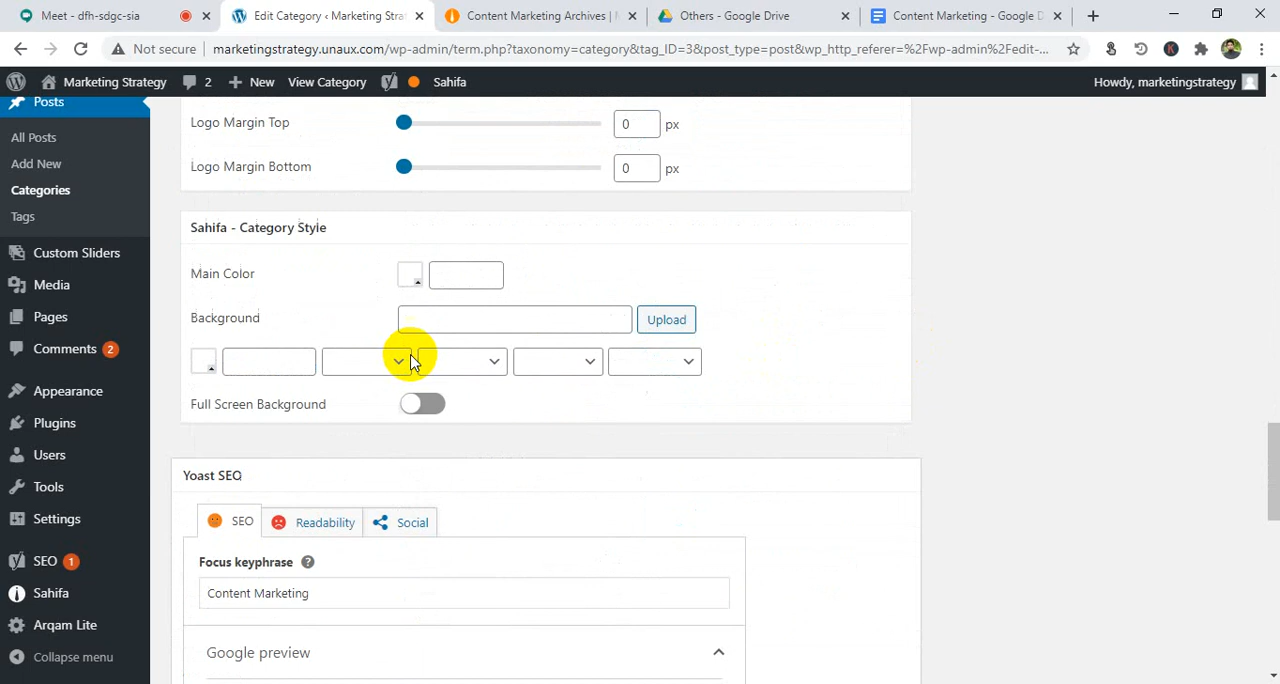 Meet - dfh-sdgc-sia
Edit Category ‹ Marketing Stra
Content Marketing Archives | M
Others - Google Drive
Content Marketing - Google D
Not secure
marketingstrategy.unaux.com/wp-admin/term.php?taxonomy=category&tag_ID=3&post_type=post&wp_http_referer=%2Fwp-admin%2Fedit-...
Marketing Strategy
2
New
View Category
Sahifa
Howdy, marketingstrategy
Posts
All Posts
Add New
Categories
Tags
Custom Sliders
Media
Pages
Comments 2
Appearance
Plugins
Users
Tools
Settings
SEO 1
Sahifa
Arqam Lite
Collapse menu
Logo Margin Top
0 px
Logo Margin Bottom
0 px
Sahifa - Category Style
Main Color
Background
Upload
Full Screen Background
Yoast SEO
SEO
Readability
Social
Focus keyphrase
Content Marketing
Google preview